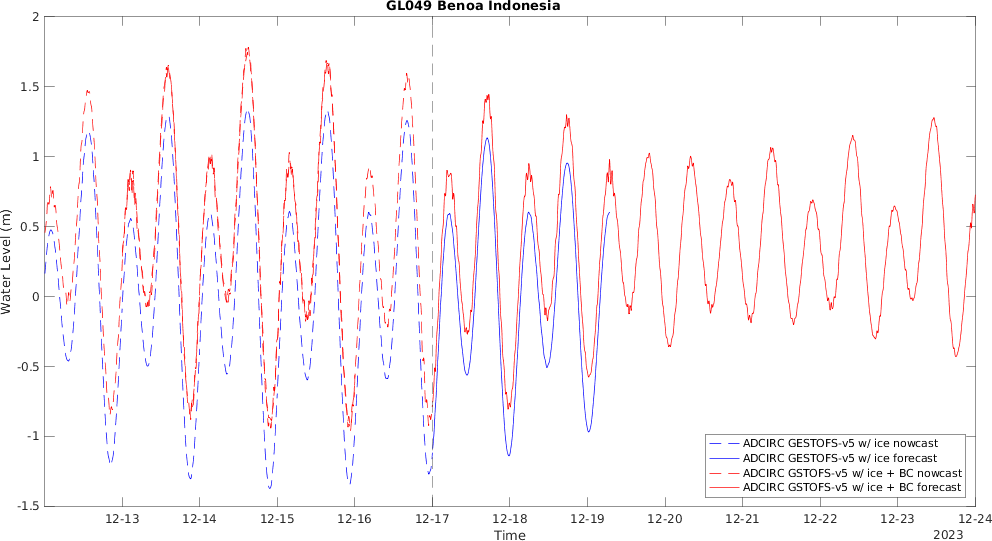 GL049 Benoa Indonesia
2
1.5
1
0.5
0
-0.5
-1
-1.5
Water Level (m)
ADCIRC GESTOFS-v5 w/ ice nowcast
ADCIRC GESTOFS-v5 w/ ice forecast
ADCIRC GSTOFS-v5 w/ ice + BC nowcast
ADCIRC GSTOFS-v5 w/ ice + BC forecast
12-13 12-14 12-15 12-16 12-17 12-18 12-19 12-20 12-21 12-22 12-23 12-24
Time
2023